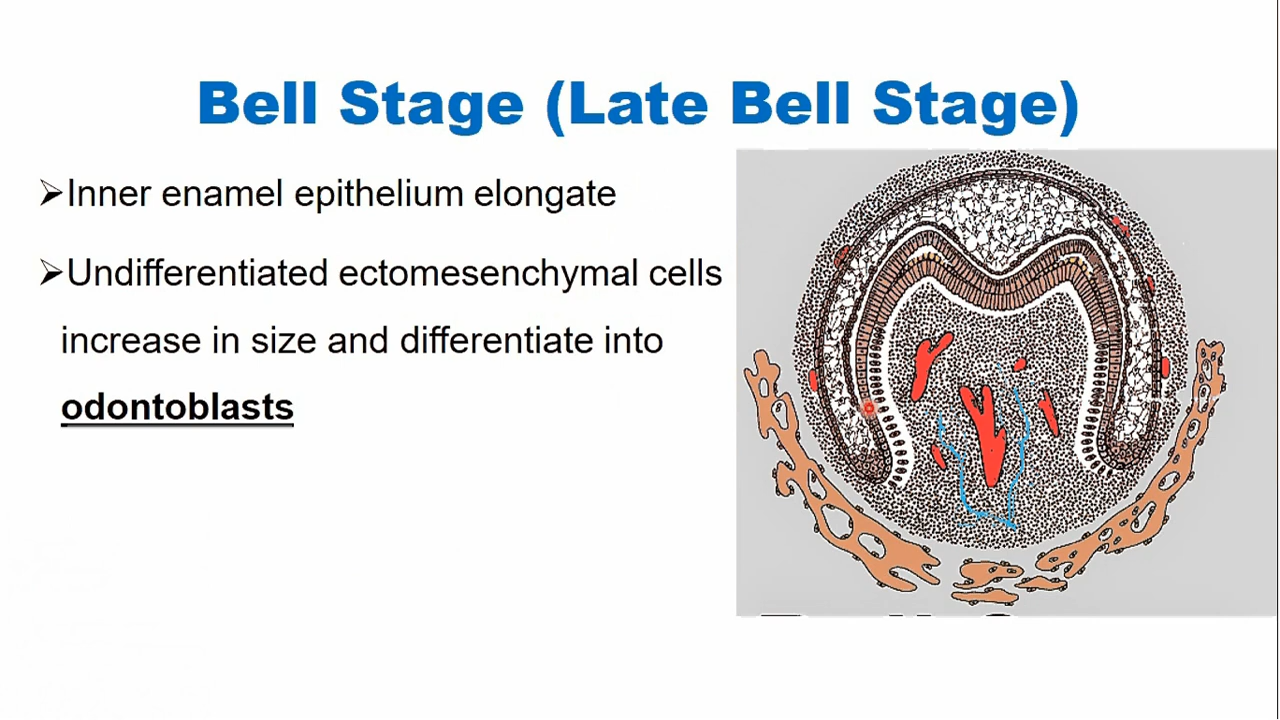 Bell Stage (Late Bell Stage)
➢Inner enamel epithelium elongate
➢Undifferentiated ectomesenchymal cells
increase in size and differentiate into
odontoblasts